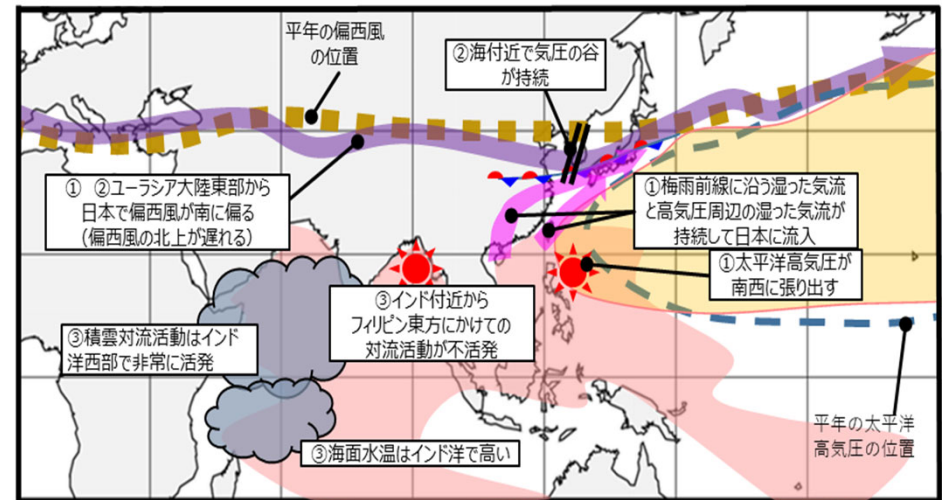 平年の偏西風
の位置
②海付近で気圧の谷
が持続
① ②ユーラシア大陸東部から
日本で偏西風が南に偏る
（偏西風の北上が遅れる）
①梅雨前線に沿う湿った気流
と高気圧周辺の湿った気流が
持続して日本に流入
①太平洋高気圧が
南西に張り出す
③インド付近から
フィリピン東方にかけての
対流活動が不活発
③積雲対流活動はインド
洋西部で非常に活発
③海面水温はインド洋で高い
平年の太平洋
高気圧の位置